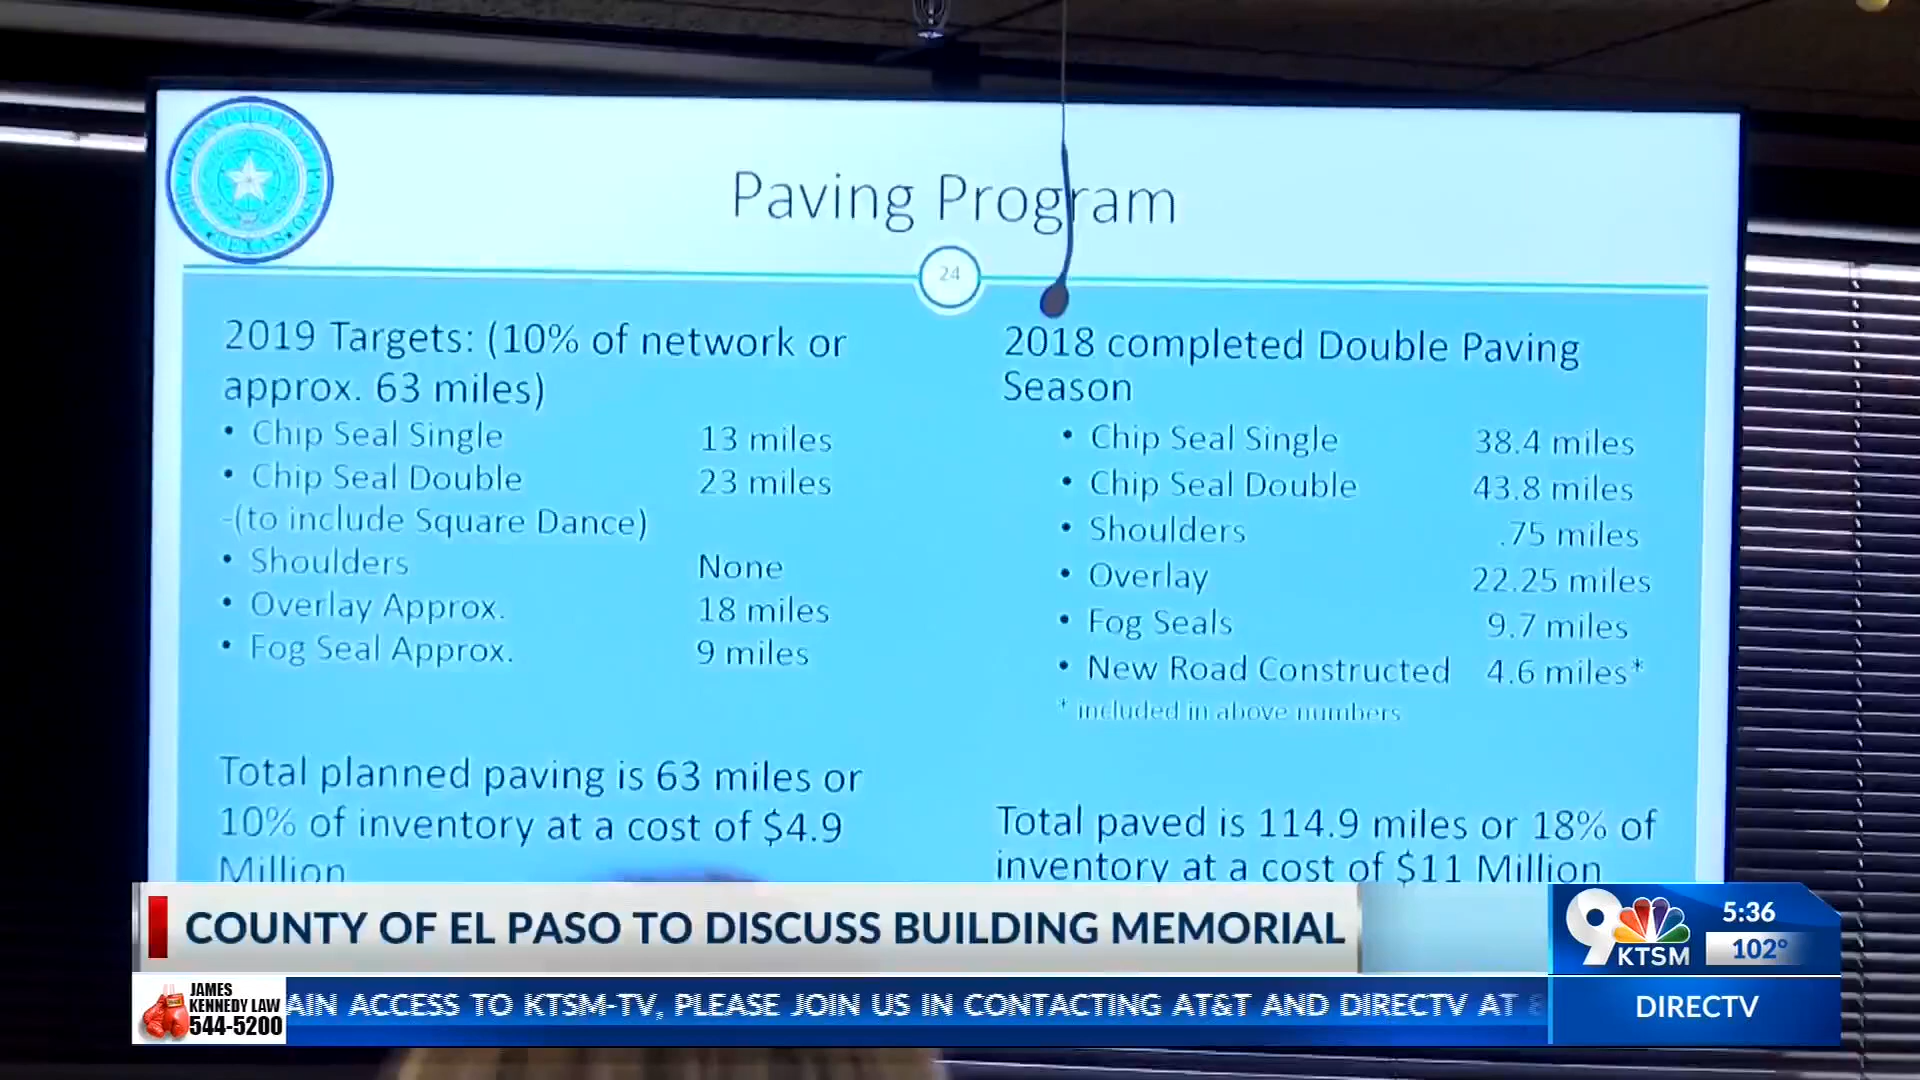 THE COUNTY OF EL PASO
TEXAS
Paving Program
24
2019 Targets: (10% of network or
approx. 63 miles)
• Chip Seal Single 13 miles
• Chip Seal Double 23 miles
-(to include Square Dance)
• Shoulders None
• Overlay Approx. 18 miles
• Fog Seal Approx. 9 miles
Total planned paving is 63 miles or
10% of inventory at a cost of $4.9
Million
2018 completed Double Paving
Season
• Chip Seal Single 38.4 miles
• Chip Seal Double 43.8 miles
• Shoulders .75 miles
• Overlay 22.25 miles
• Fog Seals 9.7 miles
• New Road Constructed 4.6 miles*
* included in above numbers
Total paved is 114.9 miles or 18% of
inventory at a cost of $11 Million
COUNTY OF EL PASO TO DISCUSS BUILDING MEMORIAL
9
KTSM
5:36
102°
JAMES
KENNEDY LAW
544-5200
AIN ACCESS TO KTSM-TV, PLEASE JOIN US IN CONTACTING AT&T AND DIRECTV AT 8
DIRECTV